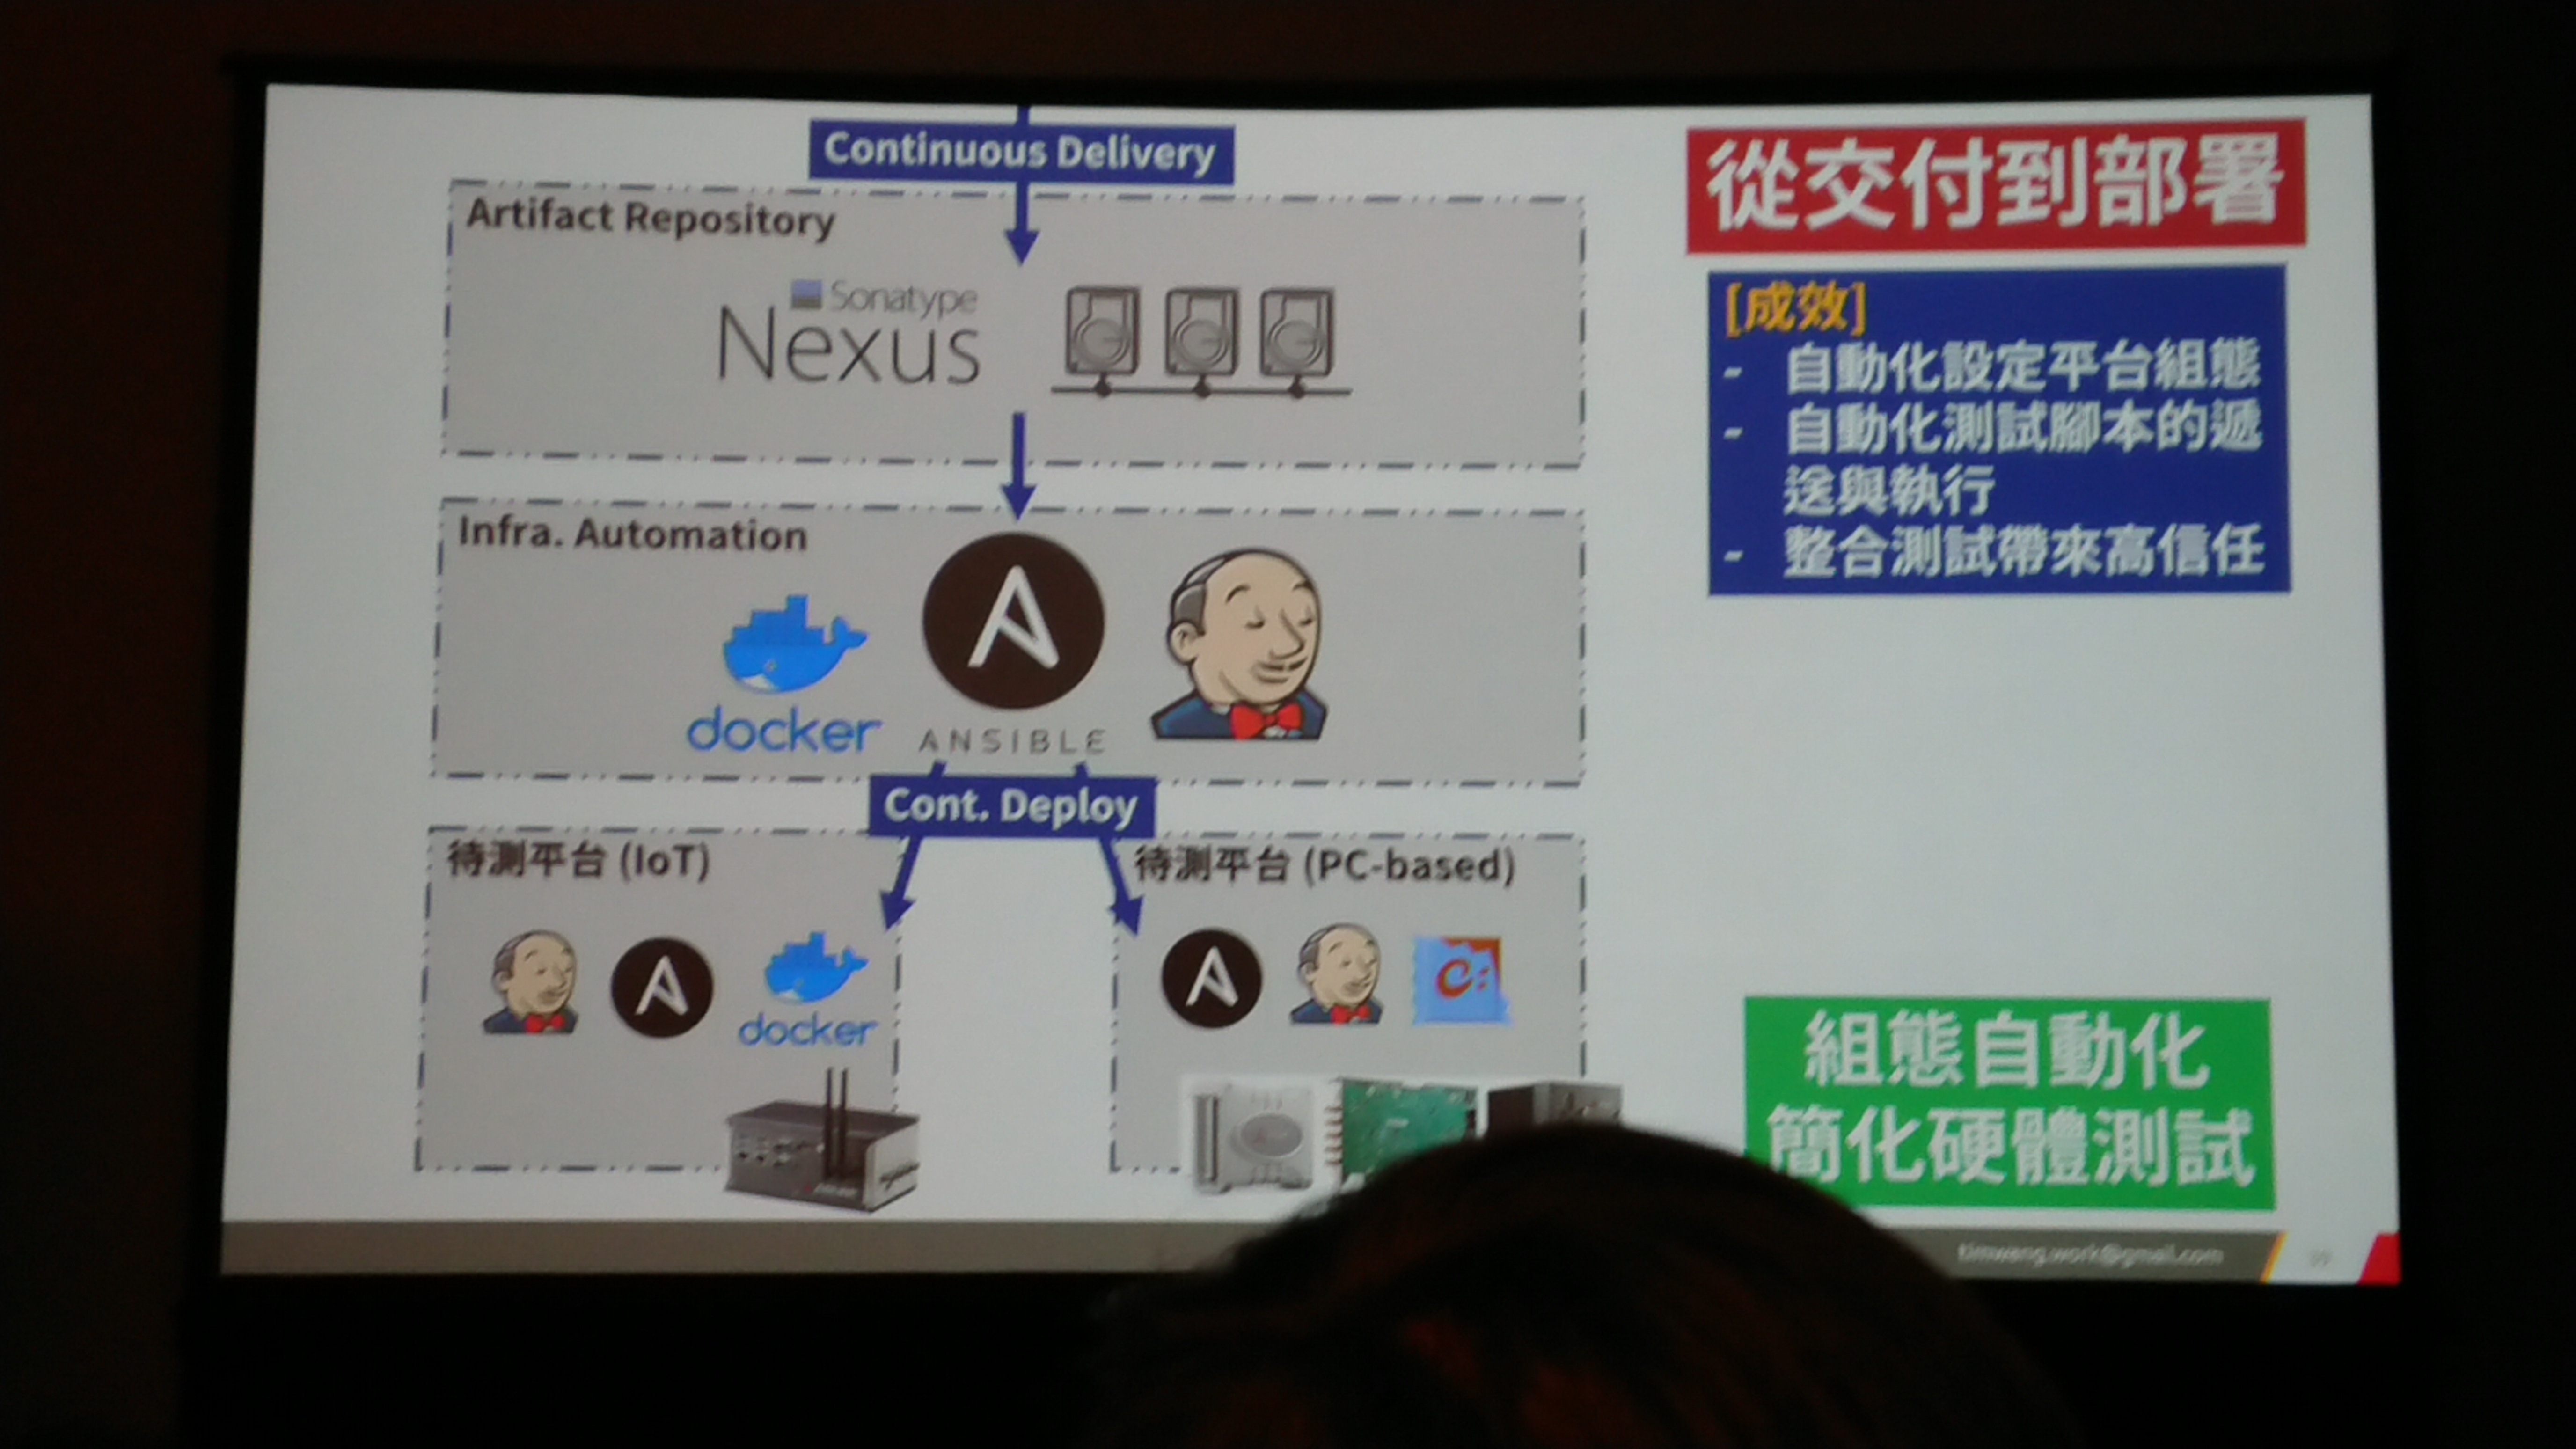 Continuous Delivery
從交付到部署
Artifact Repository
Sonatype
Nexus
[成效]
- 自動化設定平台組態
- 自動化測試腳本的遞
送與執行
- 整合測試帶來高信任
Infra. Automation
docker
ANSIBLE
Cont. Deploy
待測平台 (IoT)
docker
待測平台 (PC-based)
C:
組態自動化
簡化硬體測試
timwang.work@gmail.com